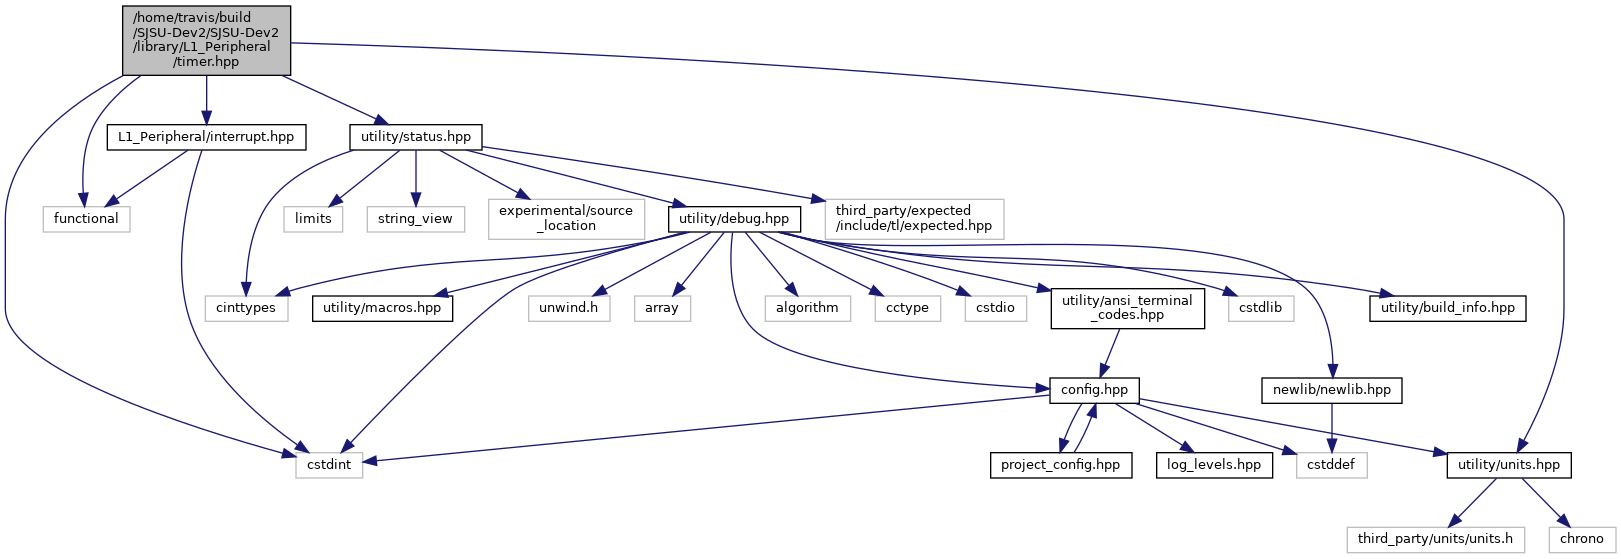 /home/travis/build
/SJSU-Dev2/SJSU-Dev2
/library/L1_Peripheral
/timer.hpp
L1_Peripheral/interrupt.hpp
utility/status.hpp
functional
limits
string_view
experimental/source
_location
utility/debug.hpp
third_party/expected
/include/tl/expected.hpp
cinttypes
utility/macros.hpp
unwind.h
array
algorithm
cctype
cstdio
utility/ansi_terminal
_codes.hpp
cstdlib
utility/build_info.hpp
config.hpp
newlib/newlib.hpp
cstdint
project_config.hpp
log_levels.hpp
cstddef
utility/units.hpp
third_party/units/units.h
chrono